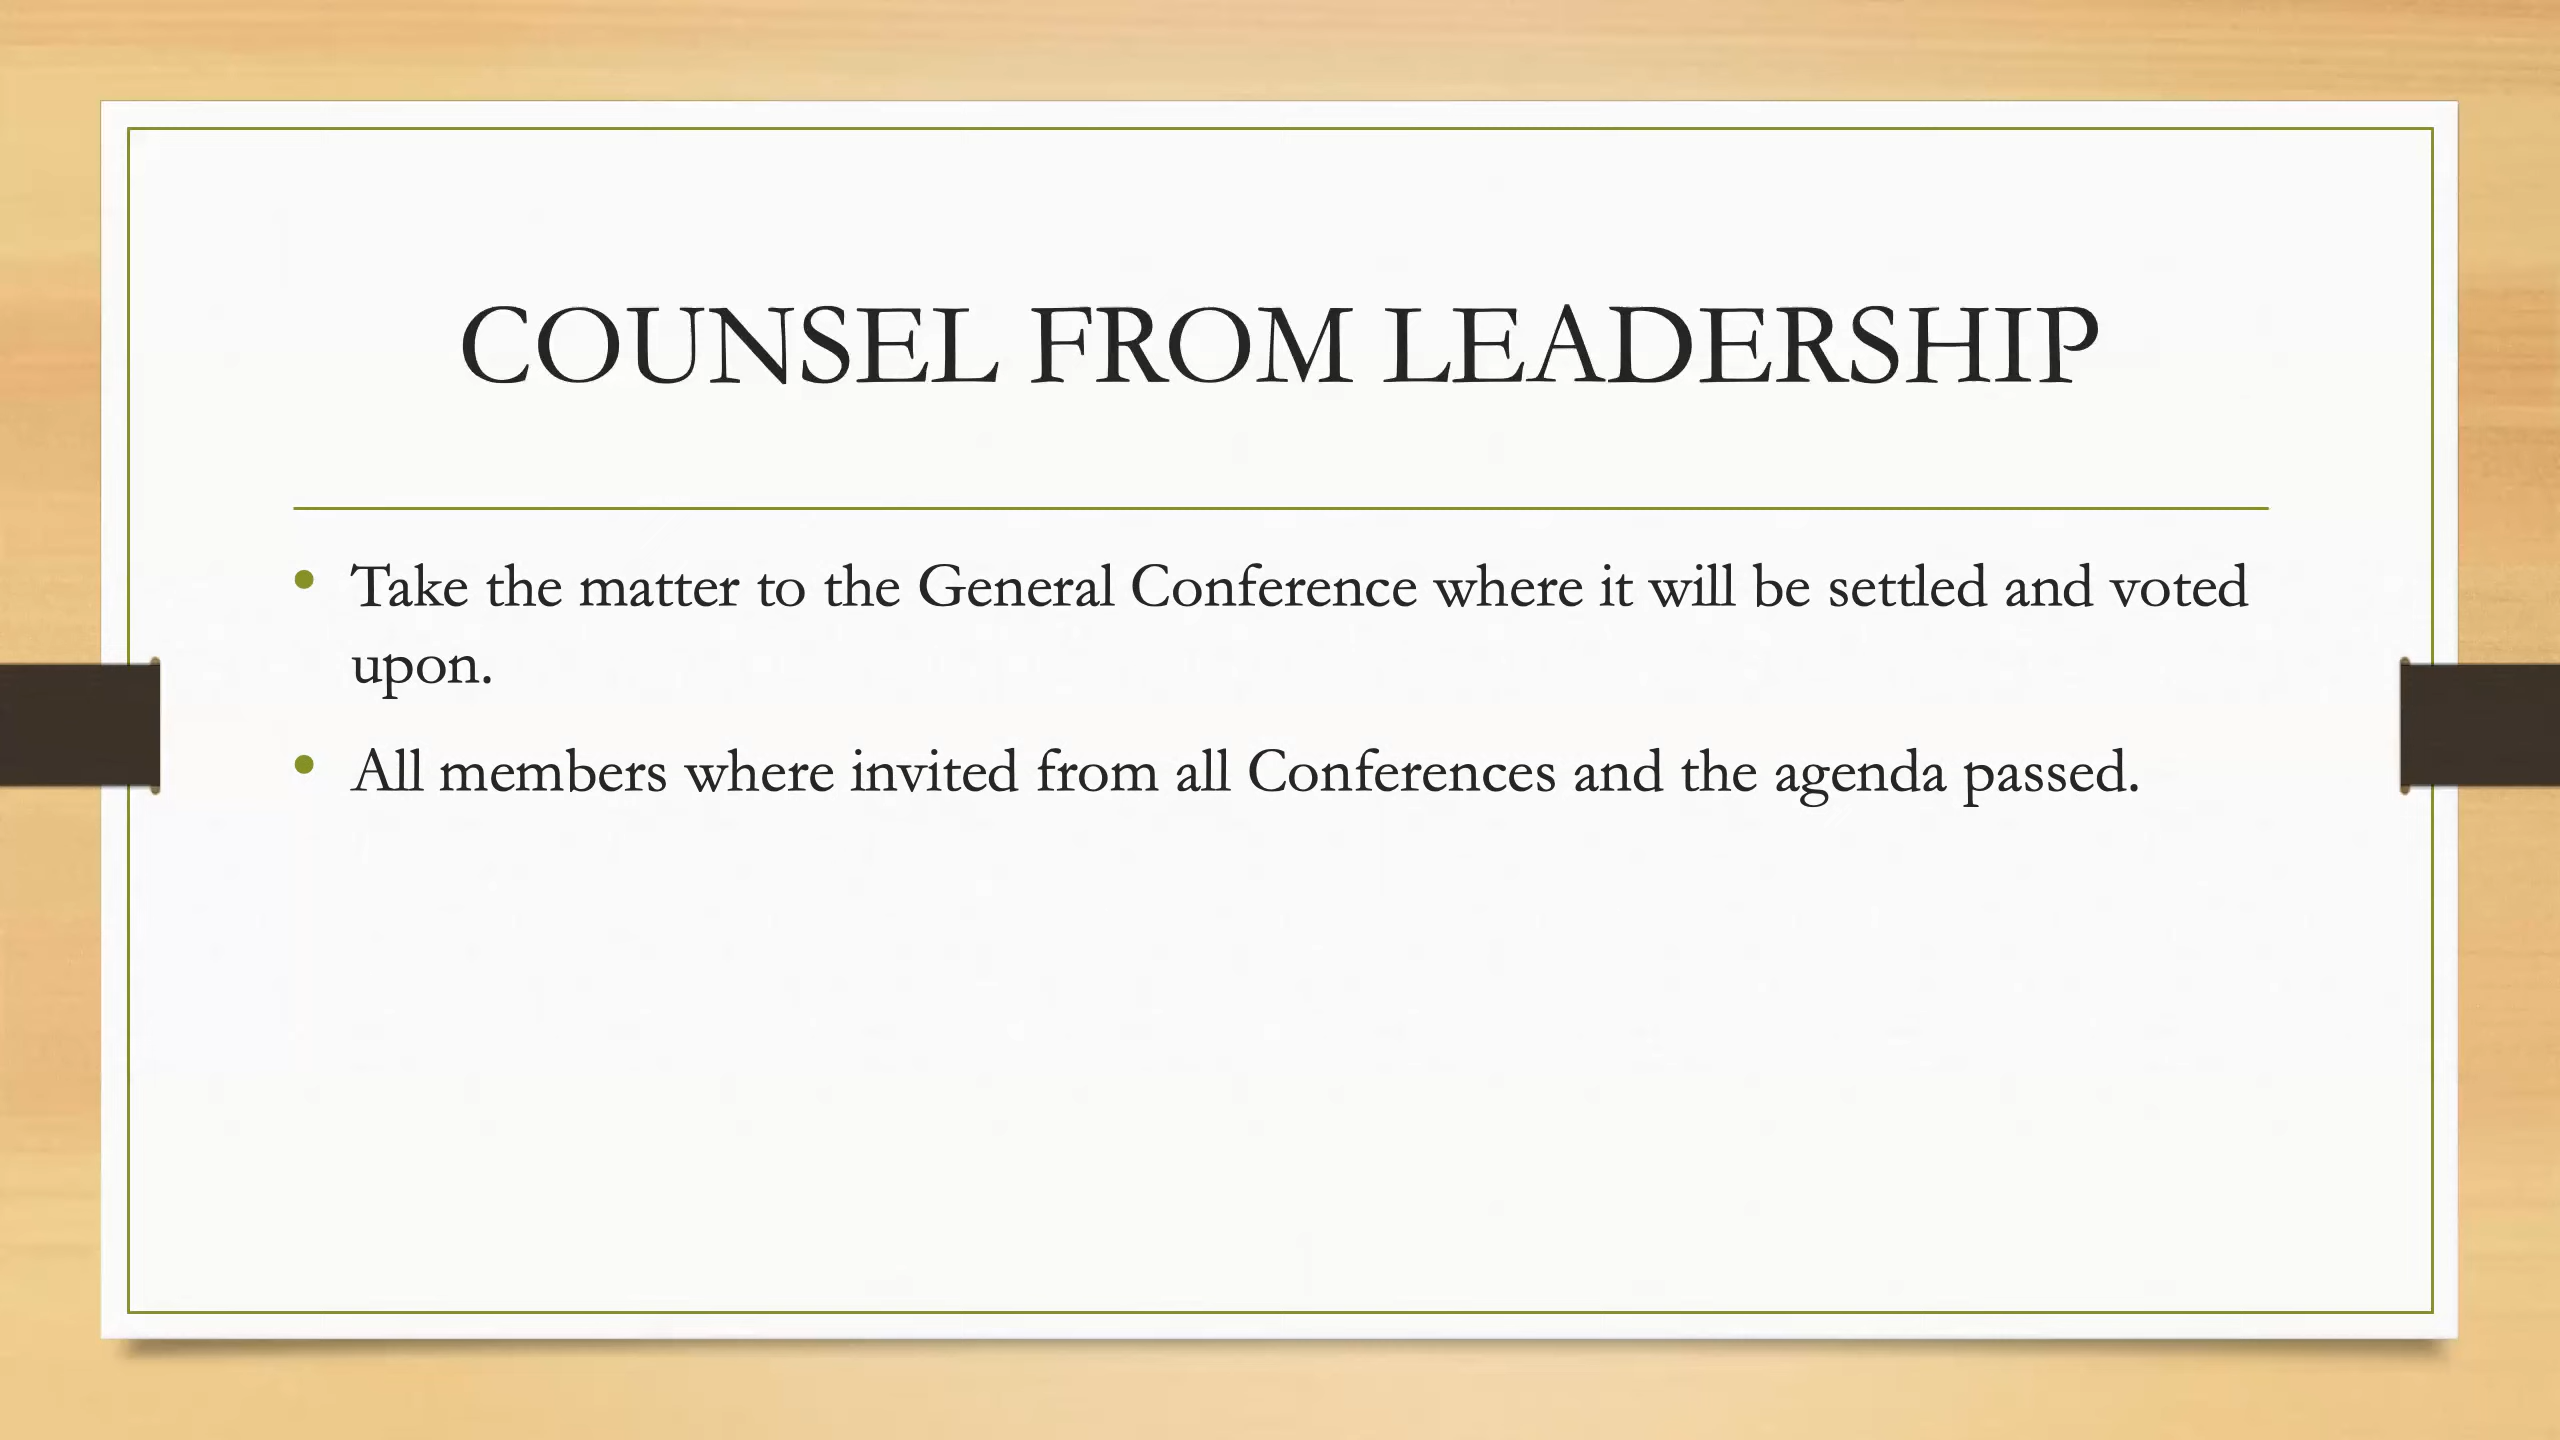 COUNSEL FROM LEADERSHIP
• Take the matter to the General Conference where it will be settled and voted
upon.
• All members where invited from all Conferences and the agenda passed.